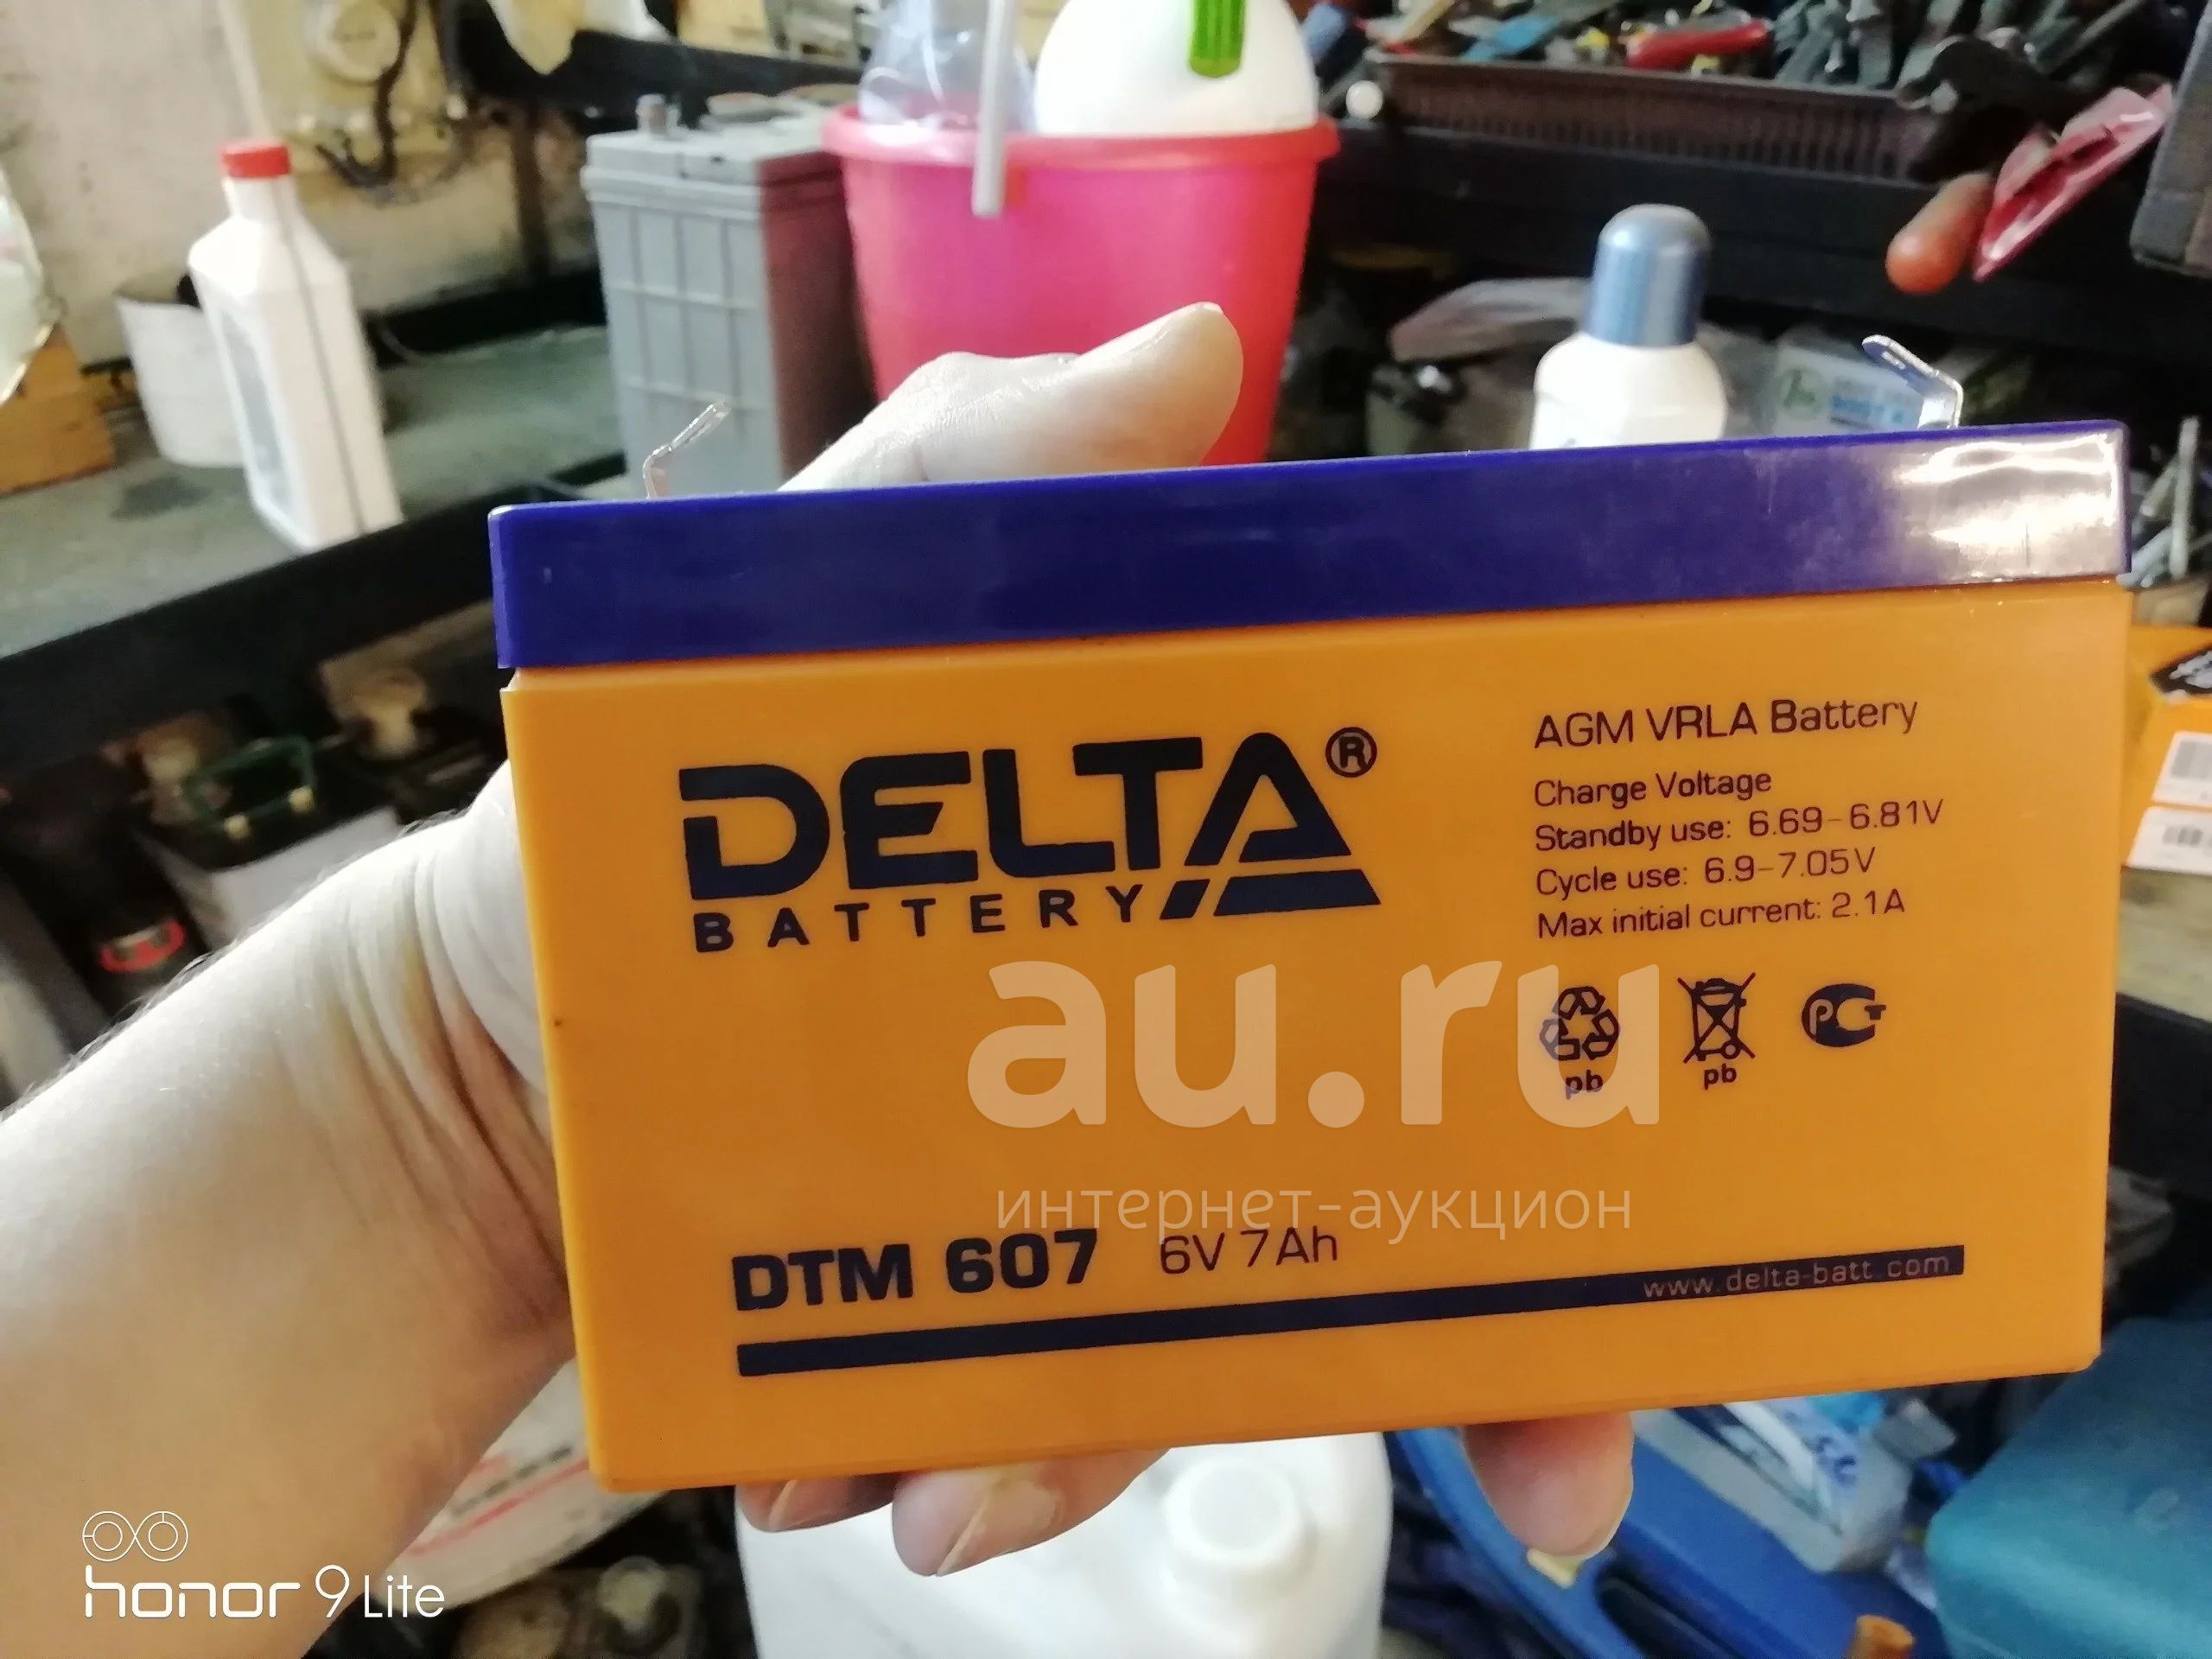 DELTA®
BATTERY
AGM VRLA Battery
Charge Voltage
Standby use: 6.69-6.81V
Cycle use: 6.9-7.05V
Max initial current: 2.1A
pb
pb
РСТ
au.ru
интернет-аукцион
DTM 607 6V 7Ah
www.delta-batt.com
honor 9 Lite